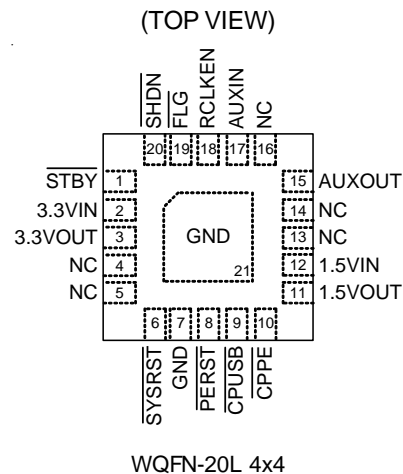 (TOP VIEW)
SHDN
FLG
RCLKEN
AUXIN
NC
20 19 18 17 16
STBY 1
3.3VIN 2
3.3VOUT 3
NC 4
NC 5
GND
21
15 AUXOUT
14 NC
13 NC
12 1.5VIN
11 1.5VOUT
6 7 8 9 10
SYSRST
GND
PERST
CPUSB
CPPE
WQFN-20L 4x4